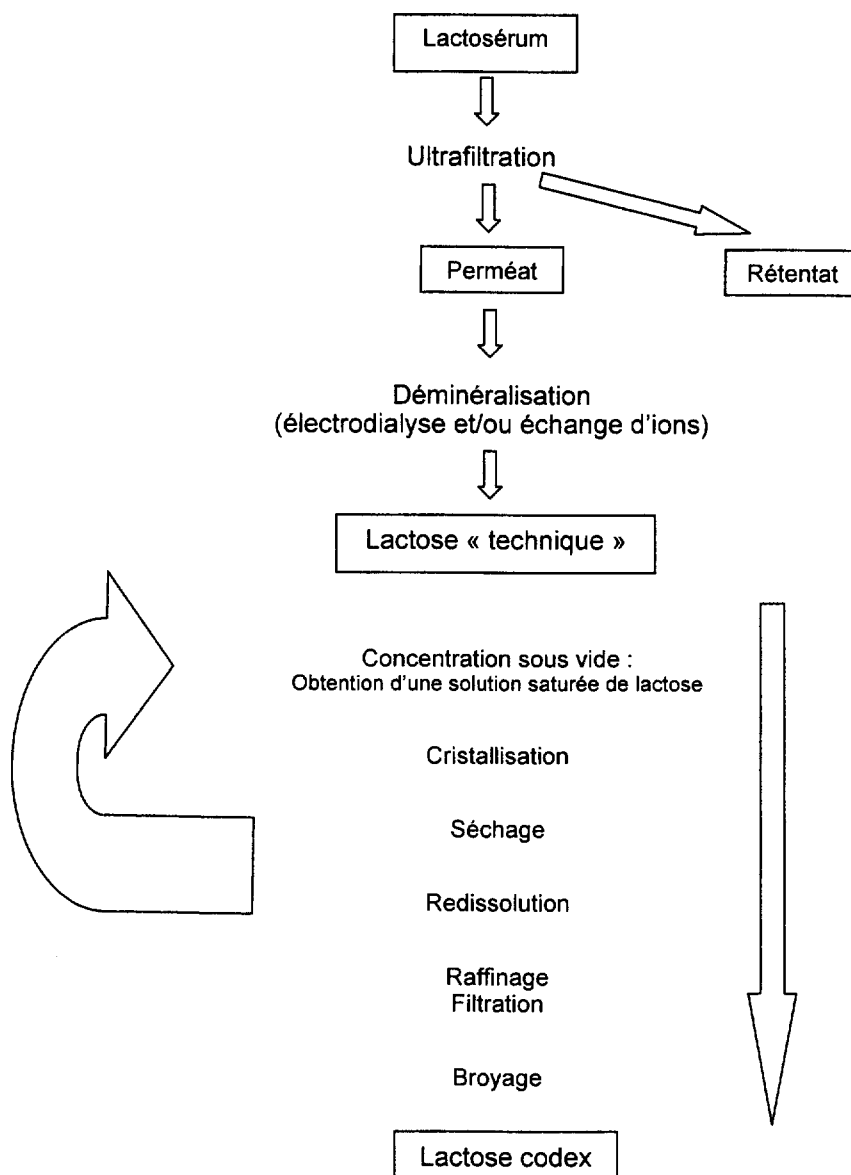 Lactosérum
Ultrafiltration
Perméat
Rétentat
Déminéralisation
(électrodialyse et/ou échange d'ions)
Lactose « technique »
Concentration sous vide :
Obtention d'une solution saturée de lactose
Cristallisation
Séchage
Redissolution
Raffinage
Filtration
Broyage
Lactose codex